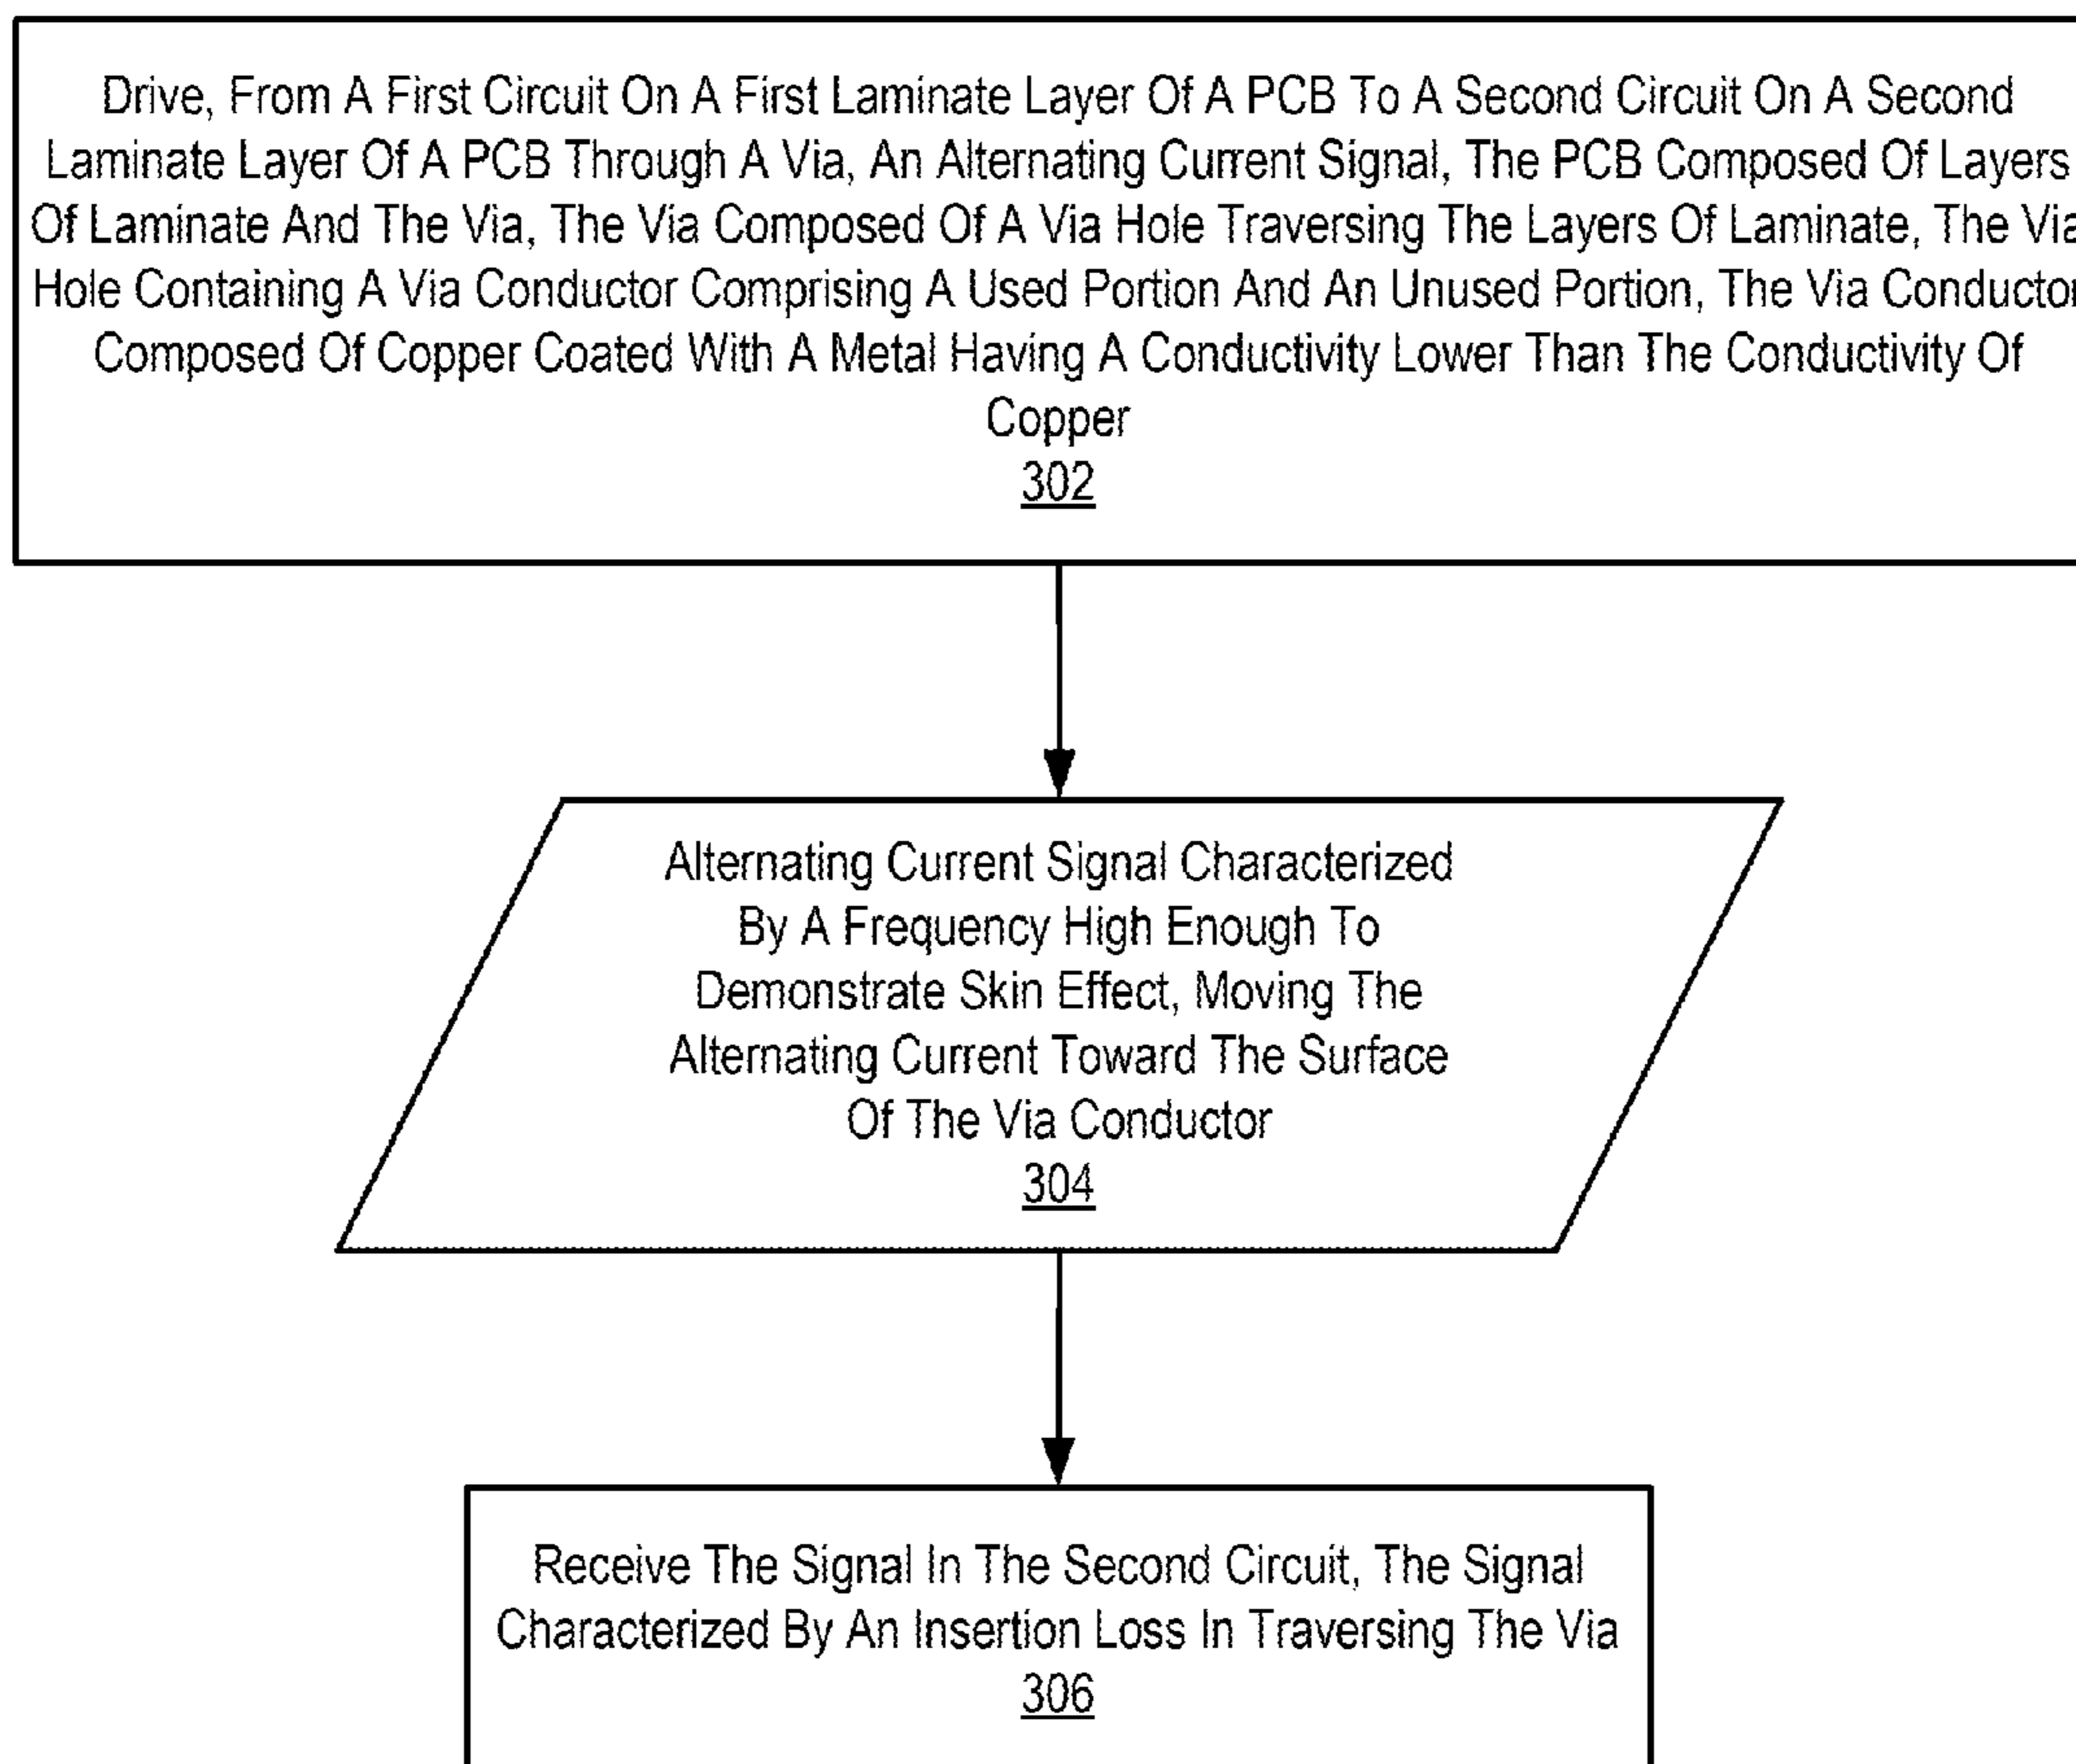 Drive, From A First Circuit On A First Laminate Layer Of A PCB To A Second Circuit On A Second
Laminate Layer Of A PCB Through A Via, An Alternating Current Signal, The PCB Composed Of Layers
Of Laminate And The Via, The Via Composed Of A Via Hole Traversing The Layers Of Laminate, The Via
Hole Containing A Via Conductor Comprising A Used Portion And An Unused Portion, The Via Conductor
Composed Of Copper Coated With A Metal Having A Conductivity Lower Than The Conductivity Of
Copper
302
Alternating Current Signal Characterized
By A Frequency High Enough To
Demonstrate Skin Effect, Moving The
Alternating Current Toward The Surface
Of The Via Conductor
304
Receive The Signal In The Second Circuit, The Signal
Characterized By An Insertion Loss In Traversing The Via
306